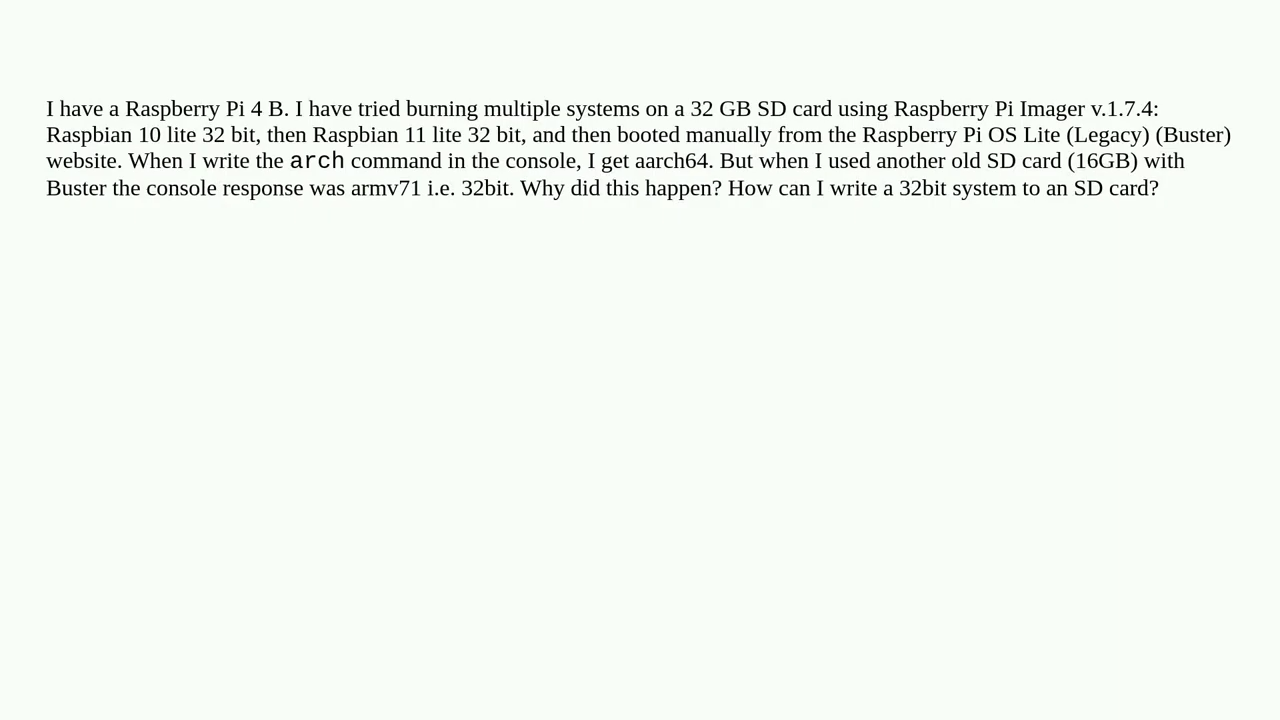 I have a Raspberry Pi 4 B. I have tried burning multiple systems on a 32 GB SD card using Raspberry Pi Imager v.1.7.4:
Raspbian 10 lite 32 bit, then Raspbian 11 lite 32 bit, and then booted manually from the Raspberry Pi OS Lite (Legacy) (Buster)
website. When I write the arch command in the console, I get aarch64. But when I used another old SD card (16GB) with
Buster the console response was armv71 i.e. 32bit. Why did this happen? How can I write a 32bit system to an SD card?